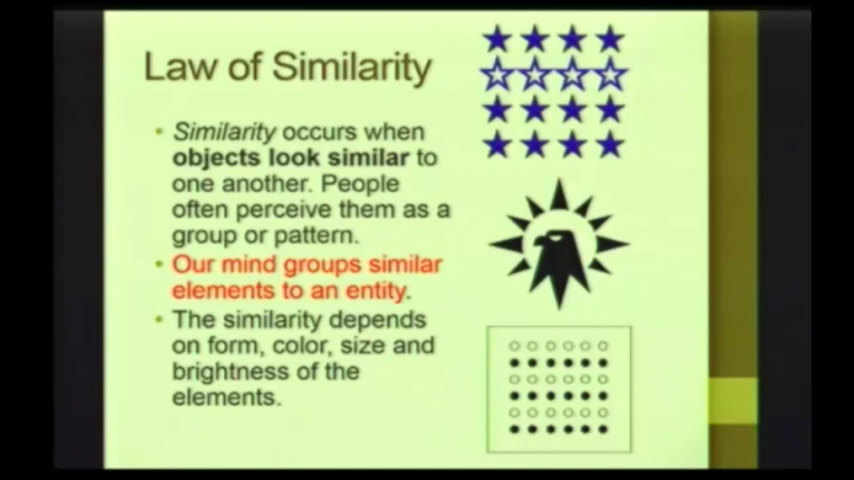 Law of Similarity
• Similarity occurs when
objects look similar to
one another. People
often perceive them as a
group or pattern.
• Our mind groups similar
elements to an entity.
• The similarity depends
on form, color, size and
brightness of the
elements.